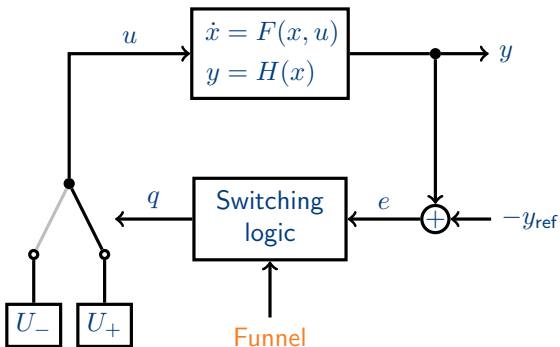 u
ẋ = F(x, u)
y = H(x)
y
q
Switching
logic
e
+
−y_ref
U_−
U_+
Funnel